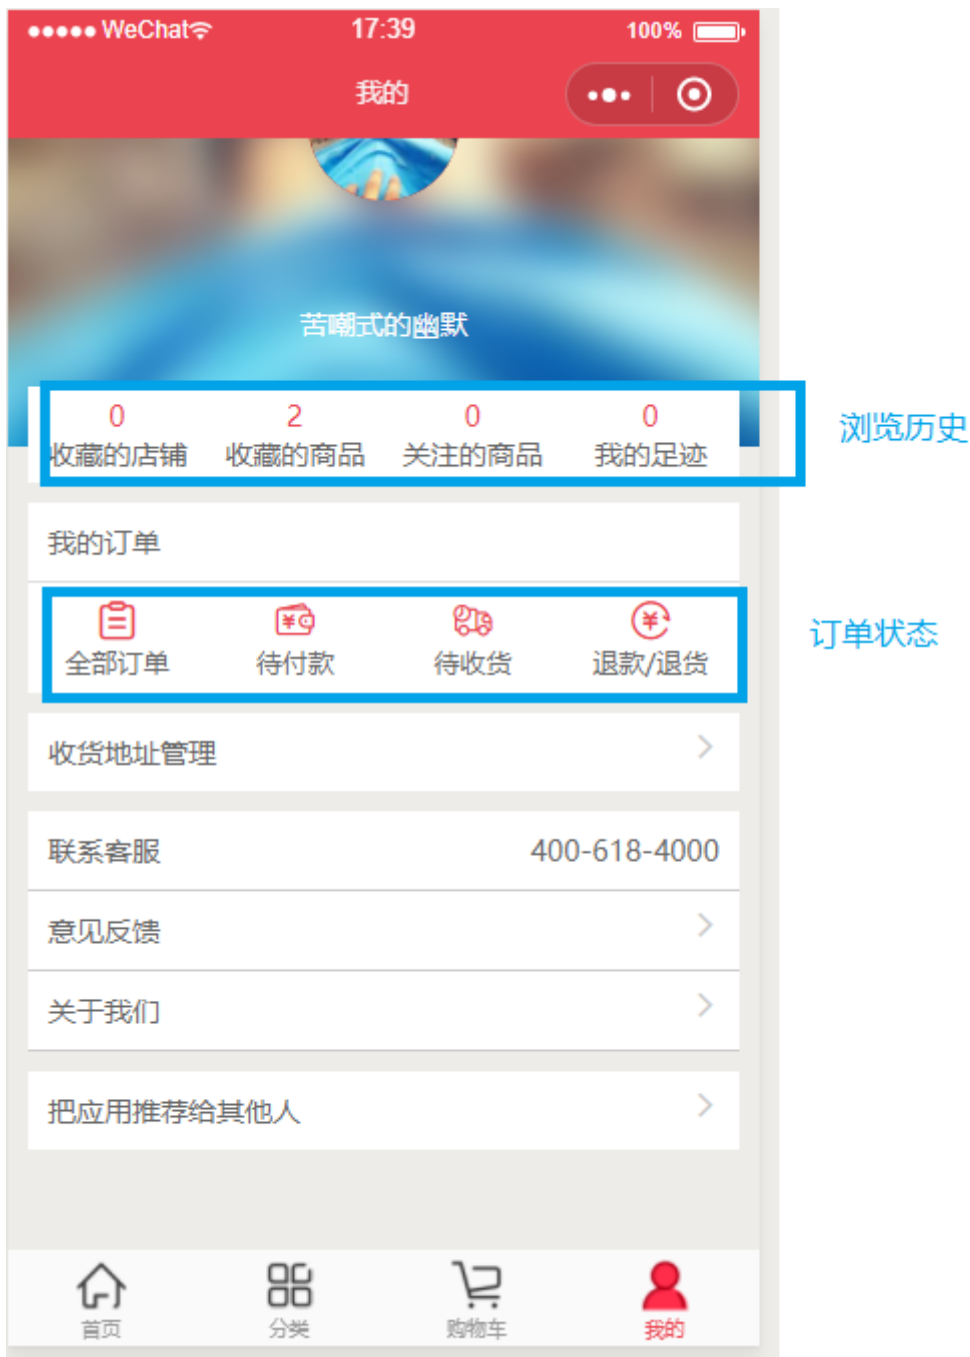 WeChat 17:39 100%
我的
苦嘲式的幽默
0 2 0 0
收藏的店铺 收藏的商品 关注的商品 我的足迹
浏览历史
我的订单
全部订单 待付款 待收货 退款/退货
订单状态
收货地址管理
联系客服 400-618-4000
意见反馈
关于我们
把应用推荐给其他人
首页 分类 购物车 我的